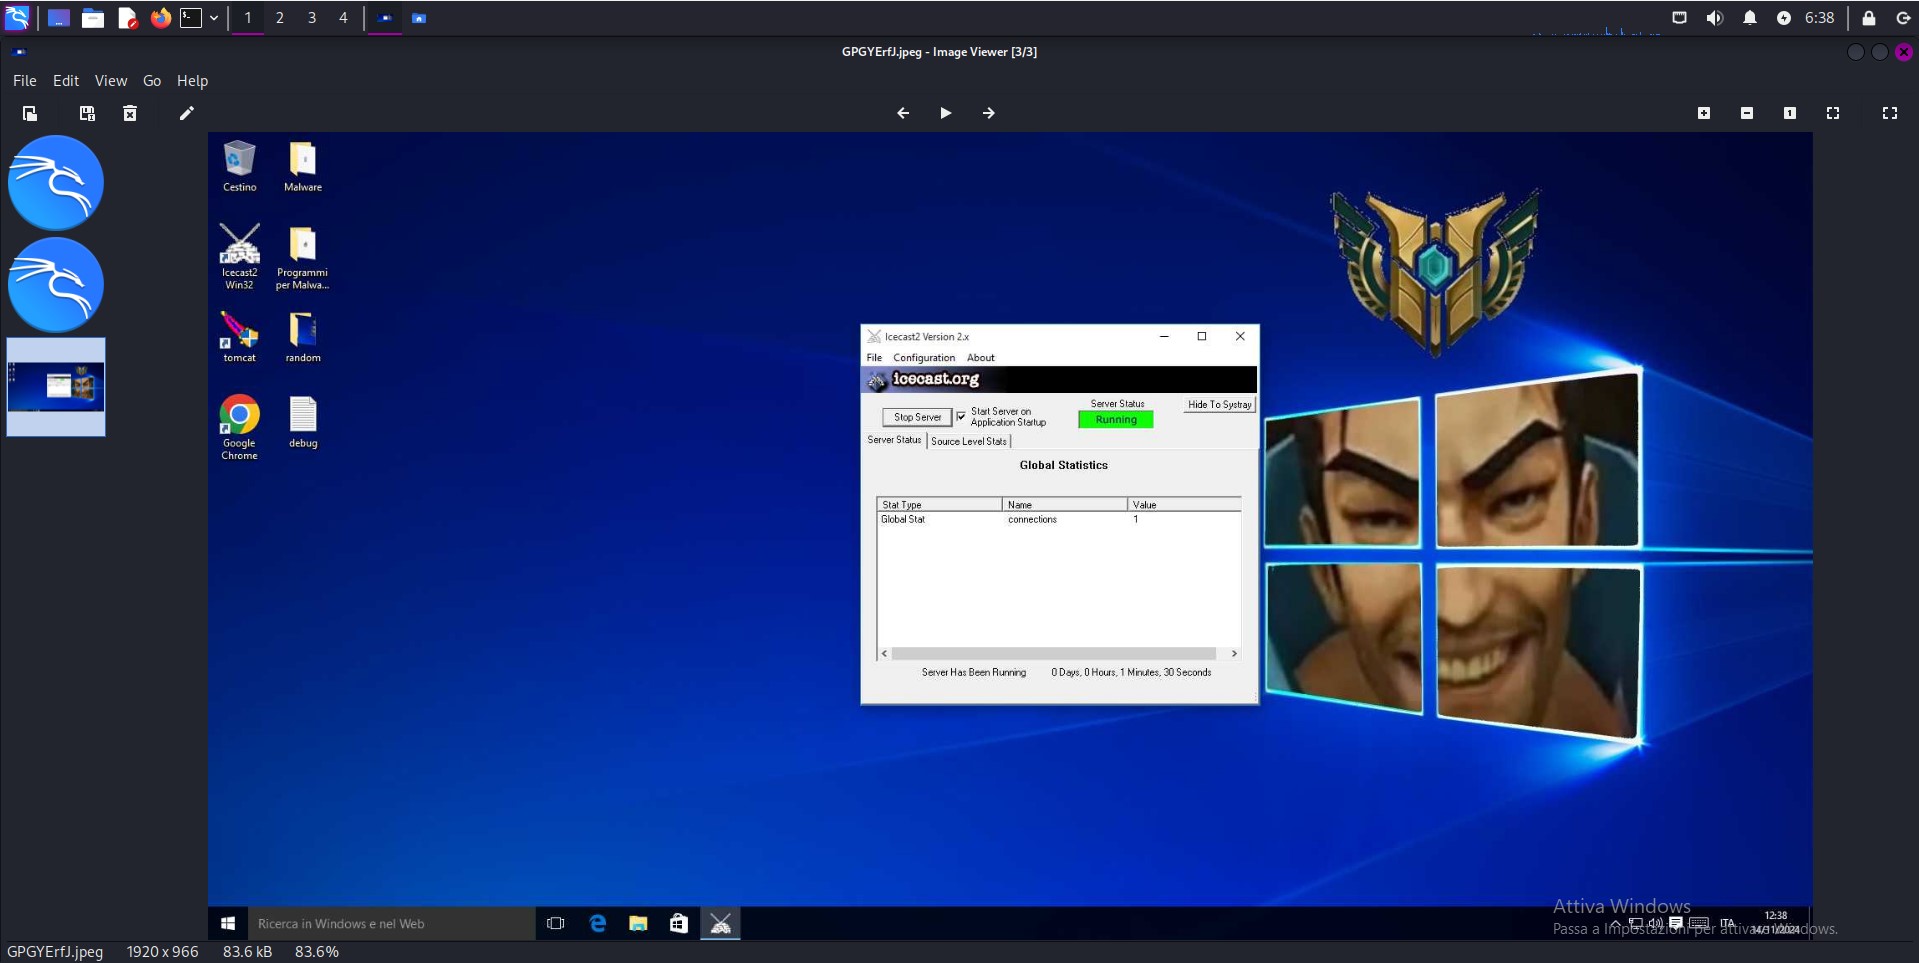 1 2 3 4 6:38
GPGYErfJ.jpeg - Image Viewer [3/3]
File Edit View Go Help
Cestino
Malware
Icecast2
Win32
Programmi
per Malwa...
tomcat
random
Google
Chrome
debug
Icecast2 Version 2.x
File Configuration About
icecast.org
Stop Server
Start Server on
Application Startup
Server Status
Running
Hide To Systray
Server Status
Source Level Stats
Global Statistics
Stat Type Name Value
Global Stat connections 1
Server Has Been Running 0 Days, 0 Hours, 1 Minutes, 30 Seconds
Attiva Windows
Passa a Impostazioni per attivare Windows.
Ricerca in Windows e nel Web
ITA
12:38
14/11/2024
GPGYErfJ.jpeg 1920 x 966 83.6 kB 83.6%